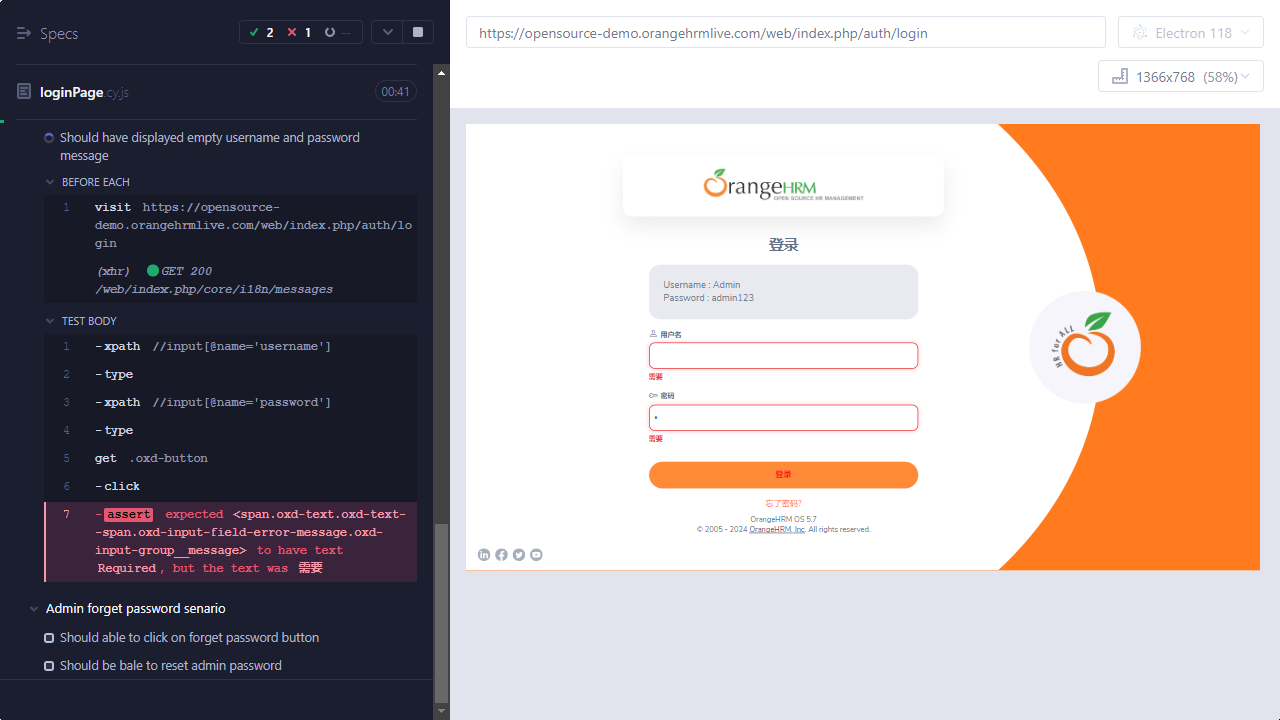 Specs
2
1
--
loginPage.cy.js
00:41
Should have displayed empty username and password
message
BEFORE EACH
1 visit https://opensource-
demo.orangehrmlive.com/web/index.php/auth/lo
gin
(xhr) GET 200
/web/index.php/core/i18n/messages
TEST BODY
1 -xpath //input[@name='username']
2 -type
3 -xpath //input[@name='password']
4 -type
5 get .oxd-button
6 -click
7 -assert expected <span.oxd-text.oxd-text-
-span.oxd-input-field-error-message.oxd-
input-group__message> to have text
Required, but the text was 需要
Admin forget password senario
Should able to click on forget password button
Should be bale to reset admin password
https://opensource-demo.orangehrmlive.com/web/index.php/auth/login
Electron 118
1366x768 (58%)
OrangeHRM
OPEN SOURCE HR MANAGEMENT
登录
Username : Admin
Password : admin123
用户名
需要
密码
需要
登录
忘了密码?
OrangeHRM OS 5.7
© 2005 - 2024 OrangeHRM, Inc. All rights reserved.
HR for ALL